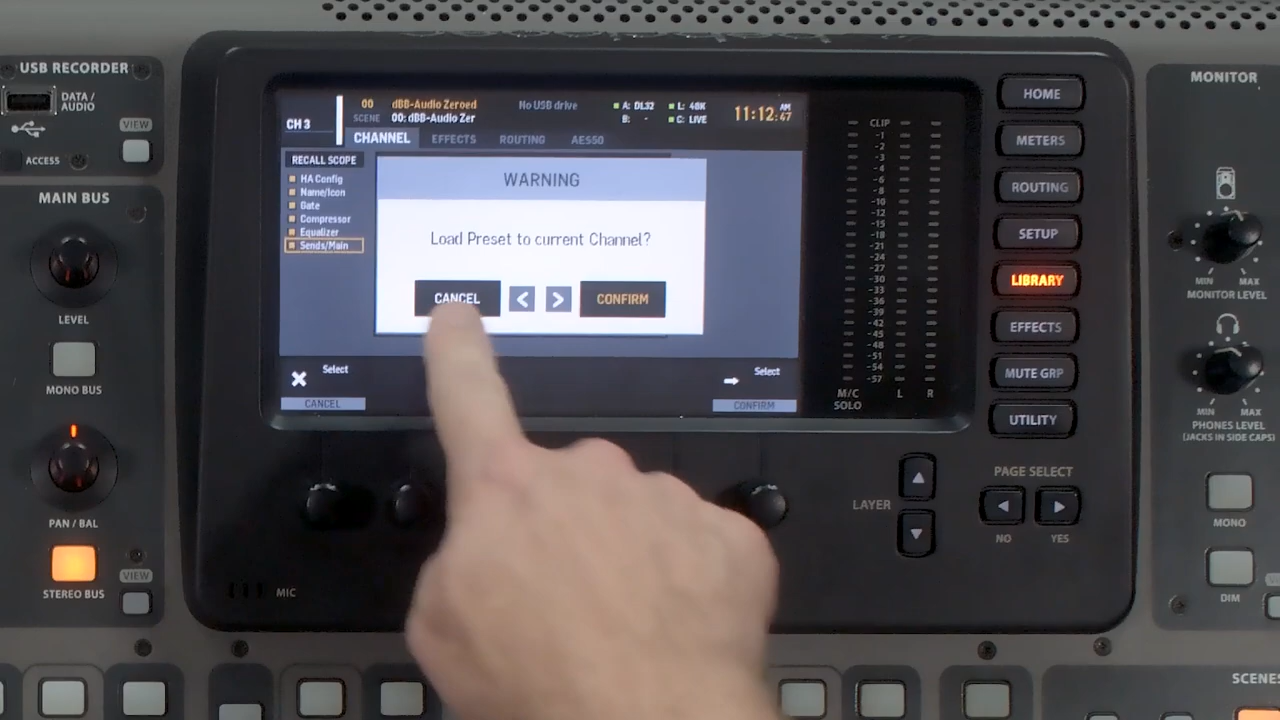 USB RECORDER
DATA /
AUDIO
VIEW
ACCESS
MAIN BUS
LEVEL
MONO BUS
PAN / BAL
VIEW
STEREO BUS
CH 3
00 dBB-Audio Zeroed
SCENE 00: dBB-Audio Zer
No USB drive
A: DL32 L: 48K
B: - C: LIVE
11:12:47 AM
CHANNEL EFFECTS ROUTING AES50
RECALL SCOPE
HA Config
Name/Icon
Gate
Compressor
Equalizer
Sends/Main
WARNING
Load Preset to current Channel?
CANCEL < > CONFIRM
Select
CANCEL
Select
CONFIRM
CLIP
-1
-2
-3
-4
-6
-8
-10
-12
-15
-18
-21
-24
-27
-30
-33
-36
-39
-42
-45
-48
-51
-54
-57
M/C
SOLO
L R
HOME
METERS
ROUTING
SETUP
LIBRARY
EFFECTS
MUTE GRP
UTILITY
LAYER
PAGE SELECT
NO YES
MIC
MONITOR
MIN MAX
MONITOR LEVEL
MIN MAX
PHONES LEVEL
(JACKS IN SIDE CAPS)
MONO
DIM
SCENES